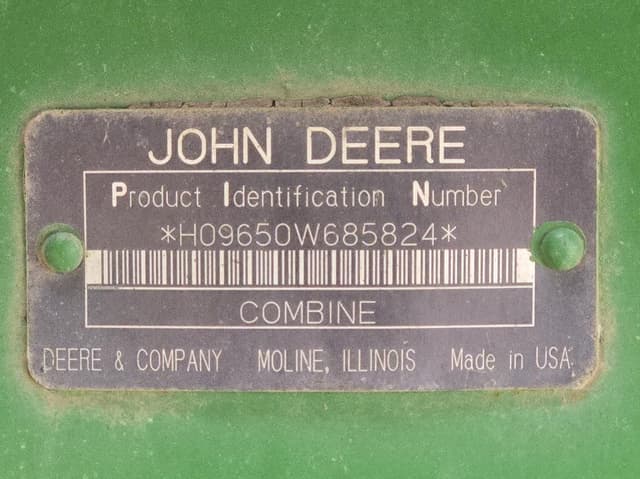 JOHN DEERE
Product Identification Number
*H09650W685824*
COMBINE
DEERE & COMPANY MOLINE, ILLINOIS Made in USA